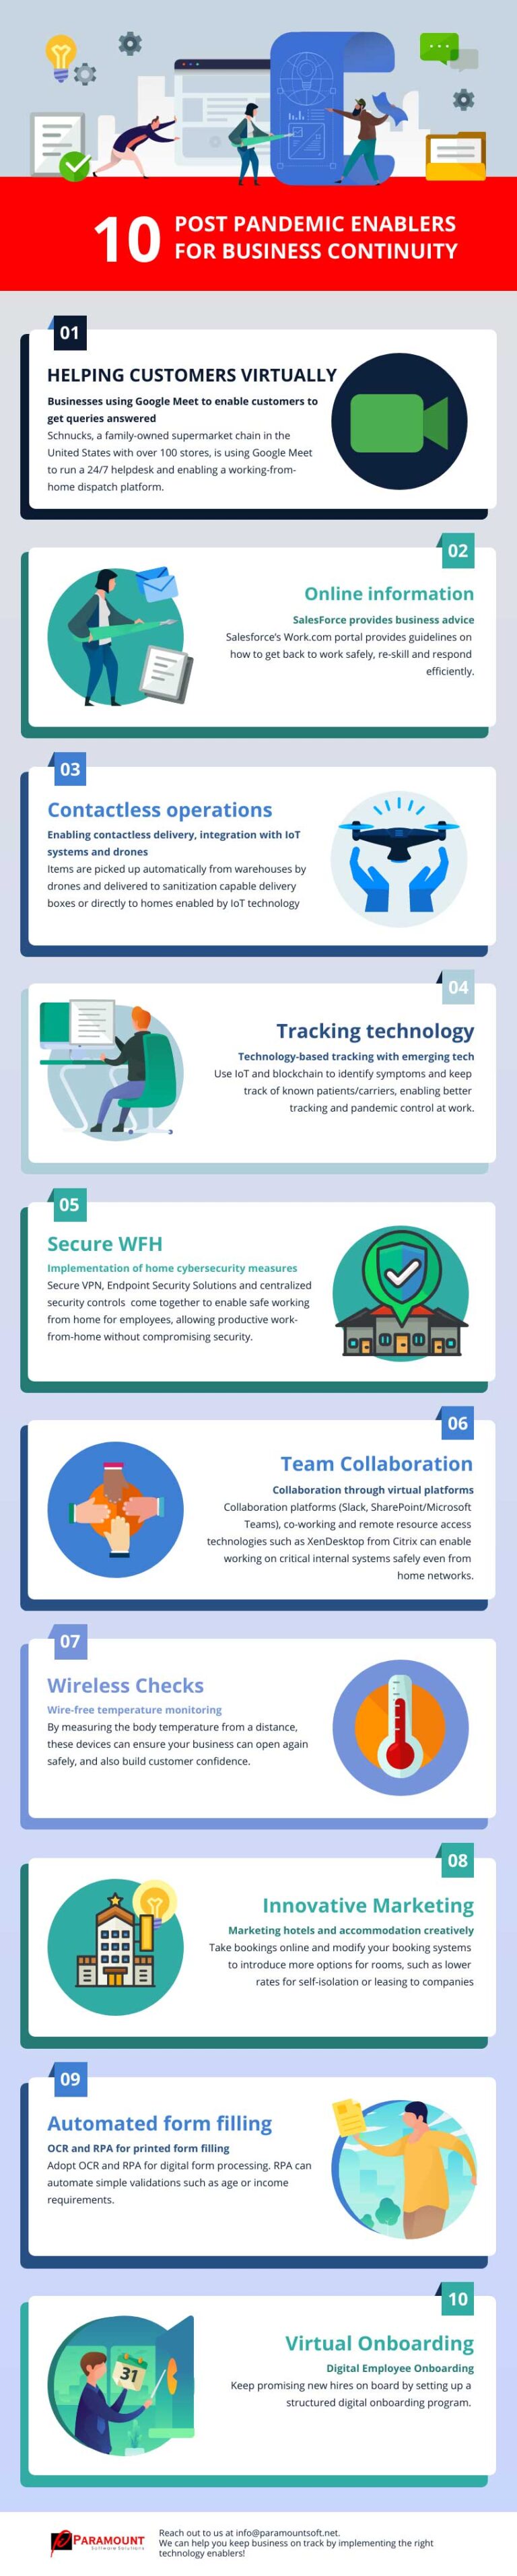 10
POST PANDEMIC ENABLERS
FOR BUSINESS CONTINUITY
01
HELPING CUSTOMERS VIRTUALLY
Businesses using Google Meet to enable customers to
get queries answered
Schnucks, a family-owned supermarket chain in the
United States with over 100 stores, is using Google Meet
to run a 24/7 helpdesk and enabling a working-from-
home dispatch platform.
02
Online information
SalesForce provides business advice
Salesforce's Work.com portal provides guidelines on
how to get back to work safely, re-skill and respond
efficiently.
03
Contactless operations
Enabling contactless delivery, integration with IoT
systems and drones
Items are picked up automatically from warehouses by
drones and delivered to sanitization capable delivery
boxes or directly to homes enabled by IoT technology
04
Tracking technology
Technology-based tracking with emerging tech
Use IoT and blockchain to identify symptoms and keep
track of known patients/carriers, enabling better
tracking and pandemic control at work.
05
Secure WFH
Implementation of home cybersecurity measures
Secure VPN, Endpoint Security Solutions and centralized
security controls come together to enable safe working
from home for employees, allowing productive work-
from-home without compromising security.
06
Team Collaboration
Collaboration through virtual platforms
Collaboration platforms (Slack, SharePoint/Microsoft
Teams), co-working and remote resource access
technologies such as XenDesktop from Citrix can enable
working on critical internal systems safely even from
home networks.
07
Wireless Checks
Wire-free temperature monitoring
By measuring the body temperature from a distance,
these devices can ensure your business can open again
safely, and also build customer confidence.
08
Innovative Marketing
Marketing hotels and accommodation creatively
Take bookings online and modify your booking systems
to introduce more options for rooms, such as lower
rates for self-isolation or leasing to companies
09
Automated form filling
OCR and RPA for printed form filling
Adopt OCR and RPA for digital form processing. RPA can
automate simple validations such as age or income
requirements.
10
Virtual Onboarding
Digital Employee Onboarding
Keep promising new hires on board by setting up a
structured digital onboarding program.
31
PARAMOUNT
Software Solutions
Reach out to us at info@paramountsoft.net.
We can help you keep business on track by implementing the right
technology enablers!